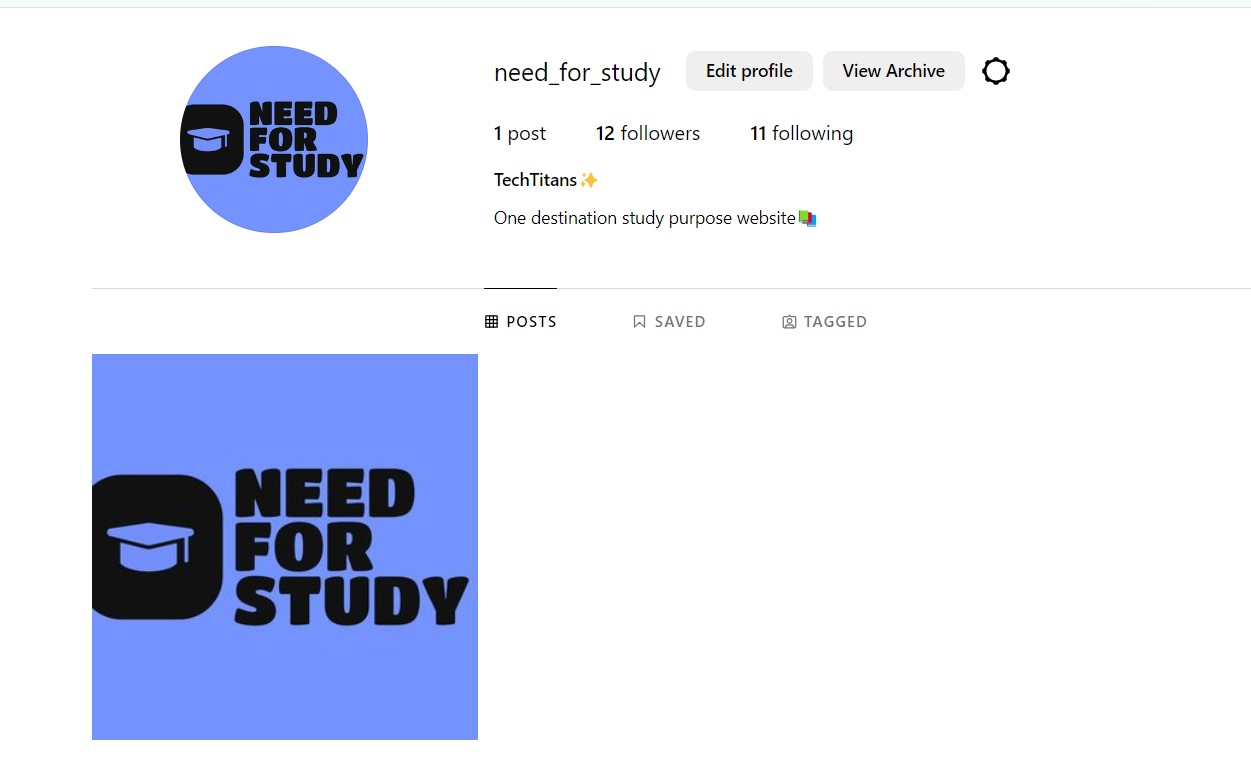 NEED
FOR
STUDY
need_for_study Edit profile View Archive
1 post 12 followers 11 following
TechTitans✨
One destination study purpose website📚
POSTS SAVED TAGGED
NEED
FOR
STUDY